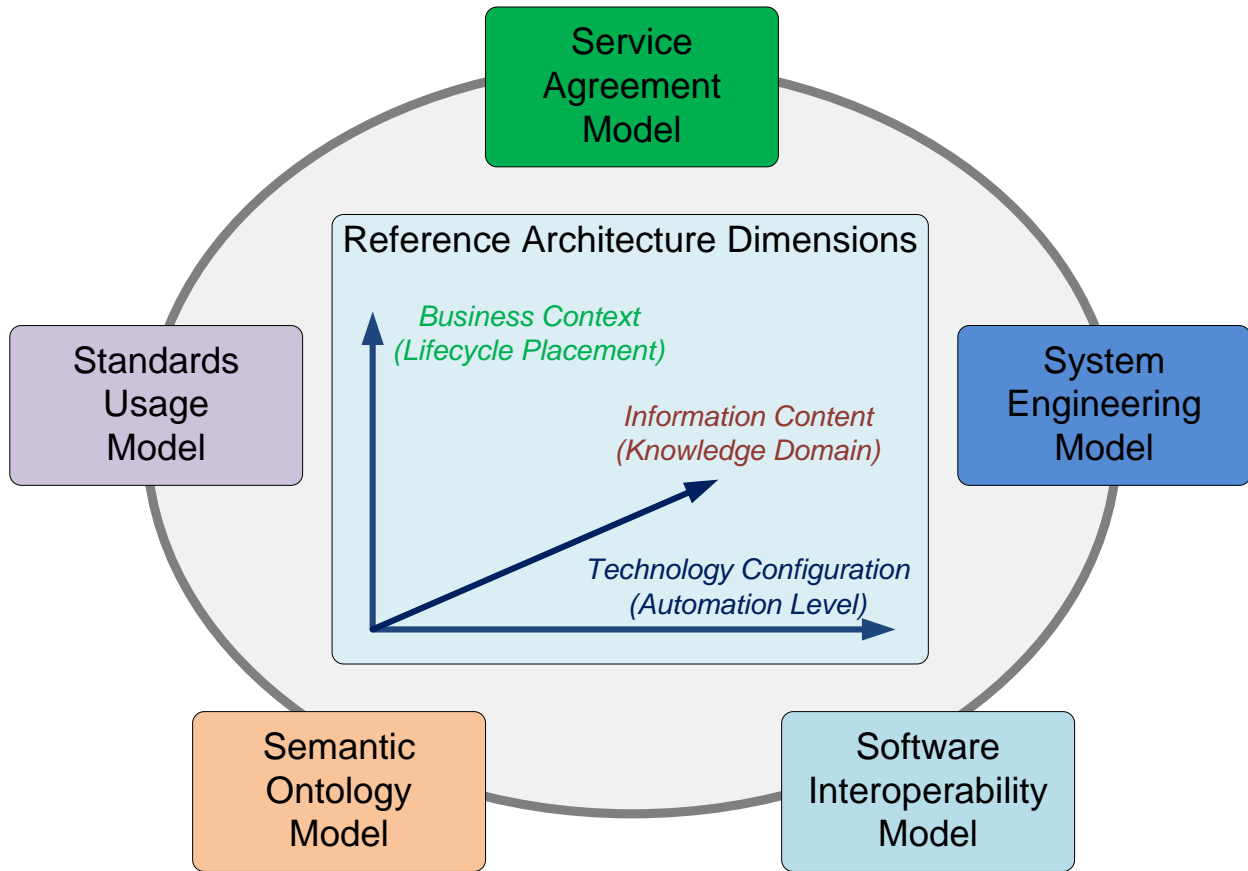 Service
Agreement
Model
Reference Architecture Dimensions
Business Context
(Lifecycle Placement)
Standards
Usage
Model
System
Engineering
Model
Information Content
(Knowledge Domain)
Technology Configuration
(Automation Level)
Semantic
Ontology
Model
Software
Interoperability
Model